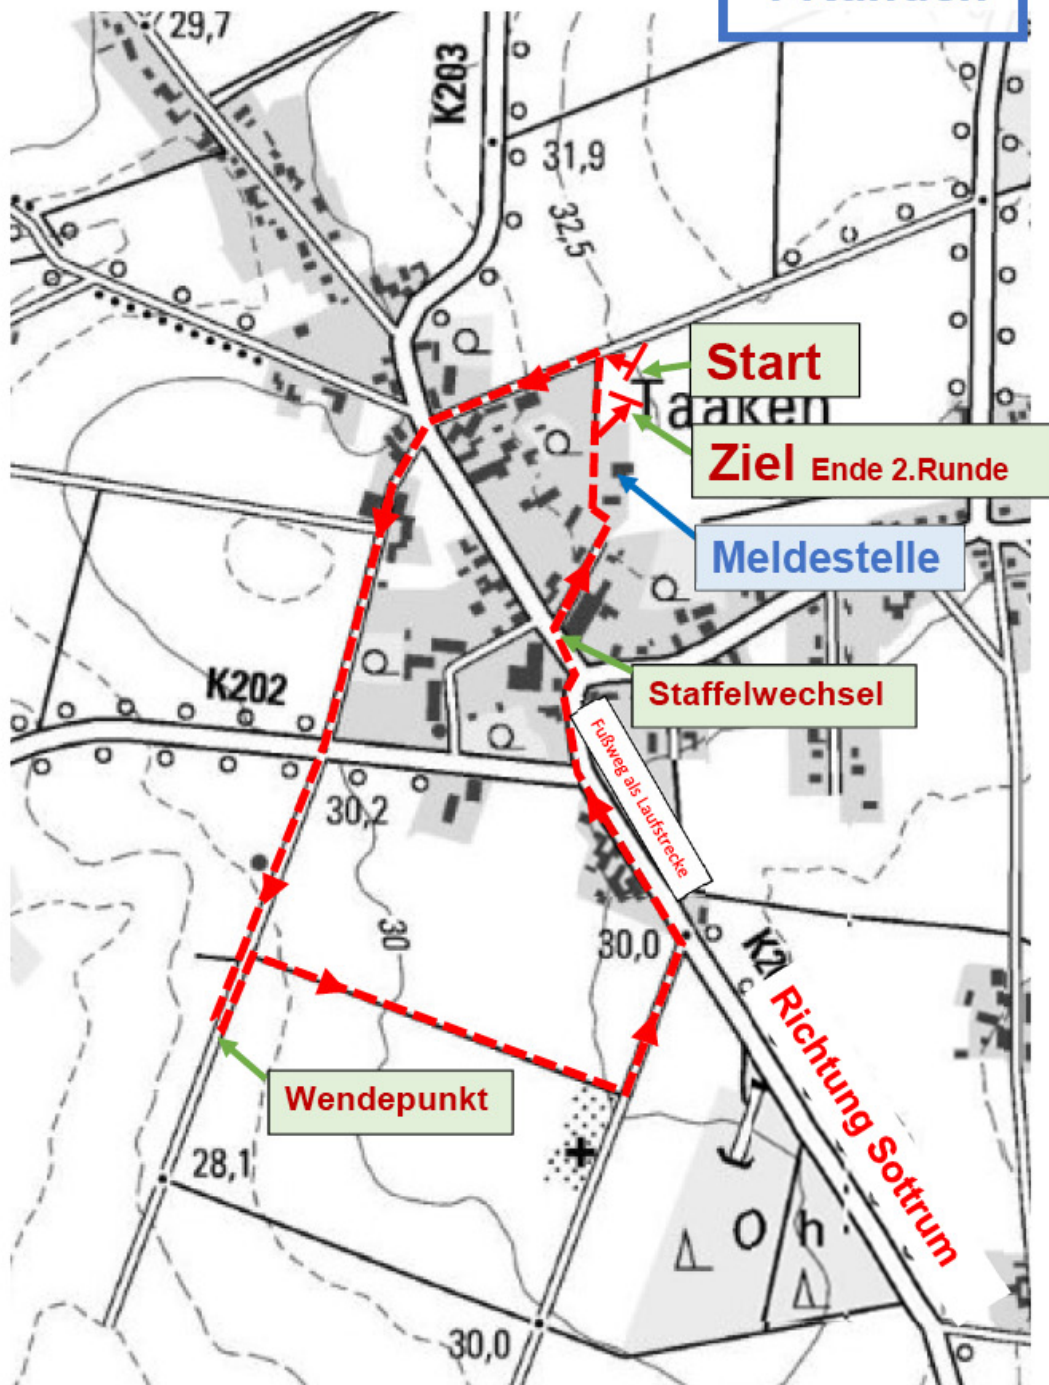 29,7
K203
31,9
32,5
Start
Taaken
Ziel Ende 2.Runde
Meldestelle
Staffelwechsel
K202
Fußweg als Laufstrecke
30,2
30
30,0
K2
Richtung Sottrum
Wendepunkt
28,1
O h
30,0